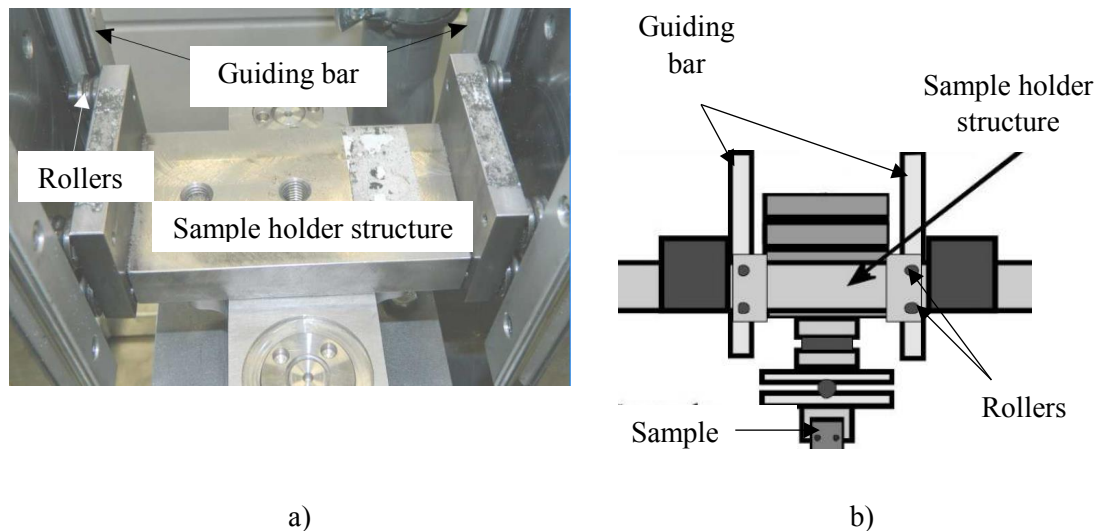 Guiding bar
Rollers
Sample holder structure
a)
Guiding
bar
Sample holder
structure
Rollers
Sample
b)